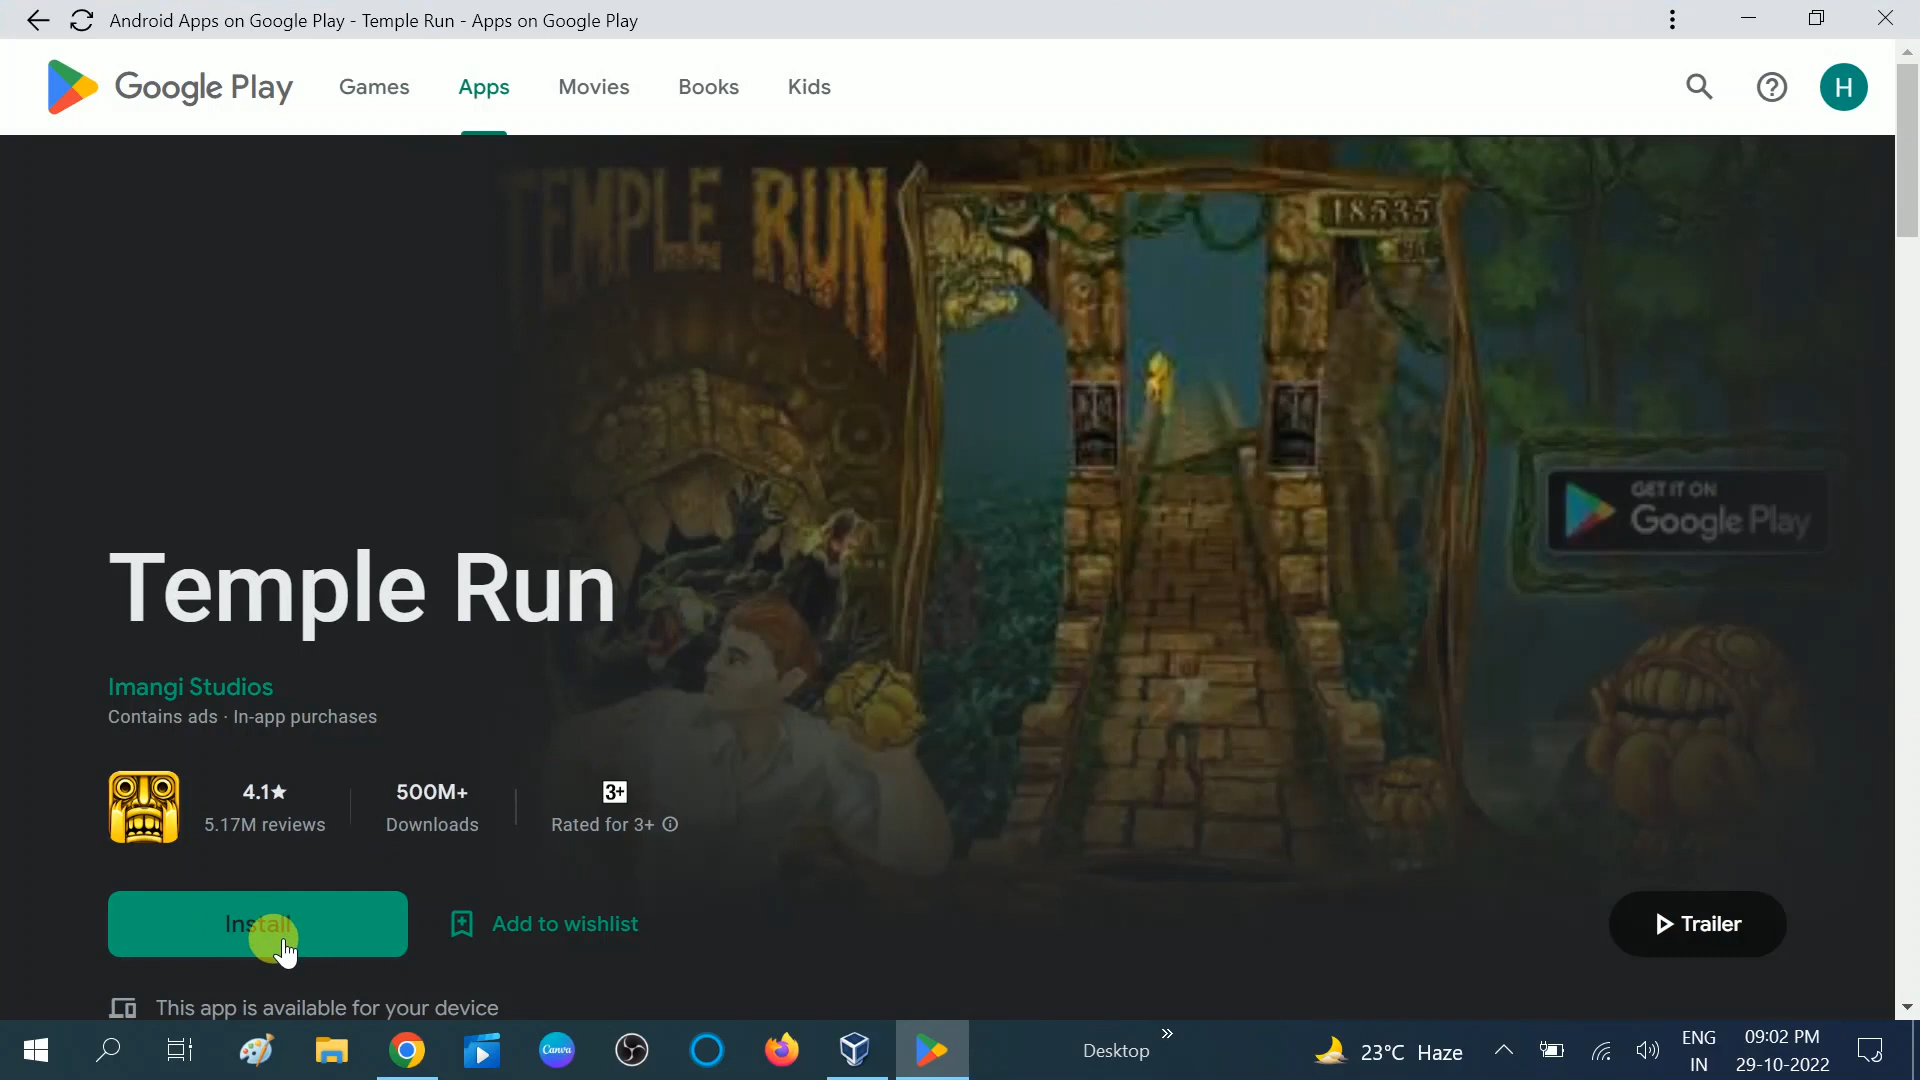 Android Apps on Google Play - Temple Run - Apps on Google Play
Google Play Games Apps Movies Books Kids H
TEMPLE RUN
18535
GET IT ON
Google Play
Temple Run
Imangi Studios
Contains ads · In-app purchases
4.1★ 500M+ 3+
5.17M reviews Downloads Rated for 3+
Install Add to wishlist Trailer
This app is available for your device
Canva Desktop 23°C Haze
ENG 09:02 PM
IN 29-10-2022